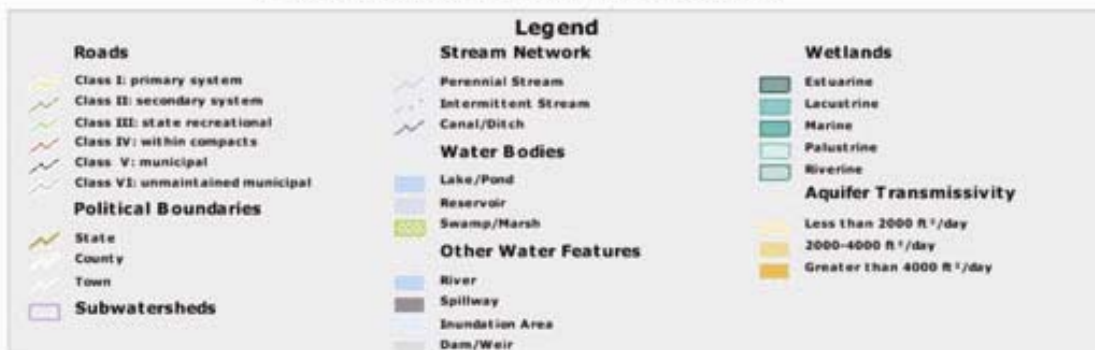 Legend
Roads
Class I: primary system
Class II: secondary system
Class III: state recreational
Class IV: within compacts
Class V: municipal
Class VI: unmaintained municipal
Political Boundaries
State
County
Town
Subwatersheds
Stream Network
Perennial Stream
Intermittent Stream
Canal/Ditch
Water Bodies
Lake/Pond
Reservoir
Swamp/Marsh
Other Water Features
River
Spillway
Inundation Area
Dam/Weir
Wetlands
Estuarine
Lacustrine
Marine
Palustrine
Riverine
Aquifer Transmissivity
Less than 2000 ft²/day
2000-4000 ft²/day
Greater than 4000 ft²/day